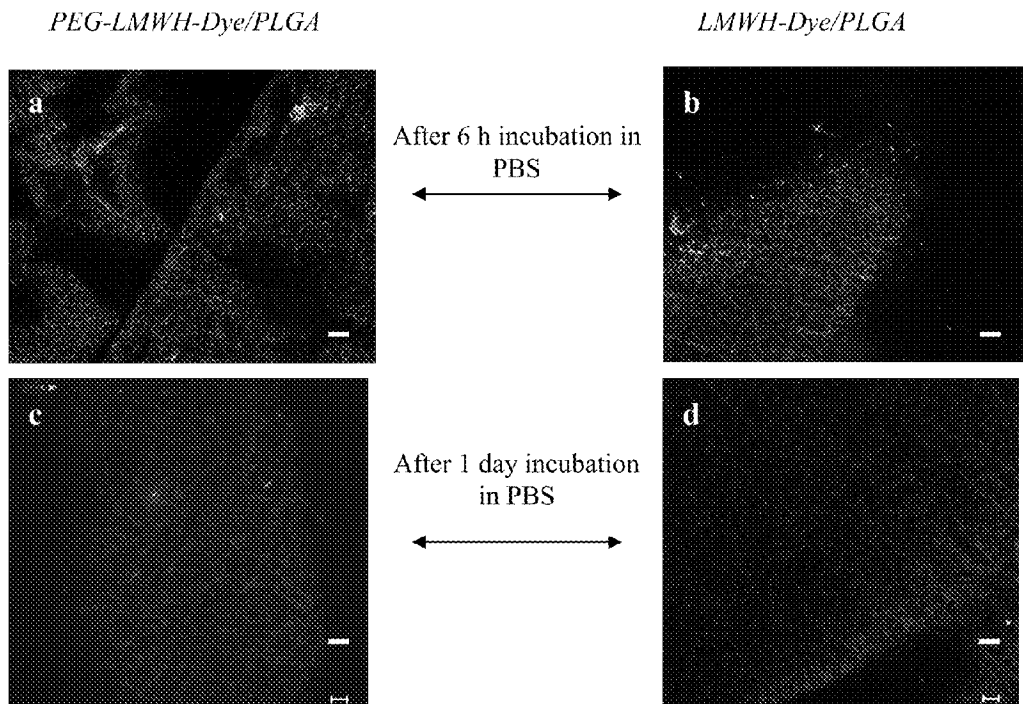 PEG-LMWH-Dye/PLGA
LMWH-Dye/PLGA
a
After 6 h incubation in
PBS
b
c
After 1 day incubation
in PBS
d